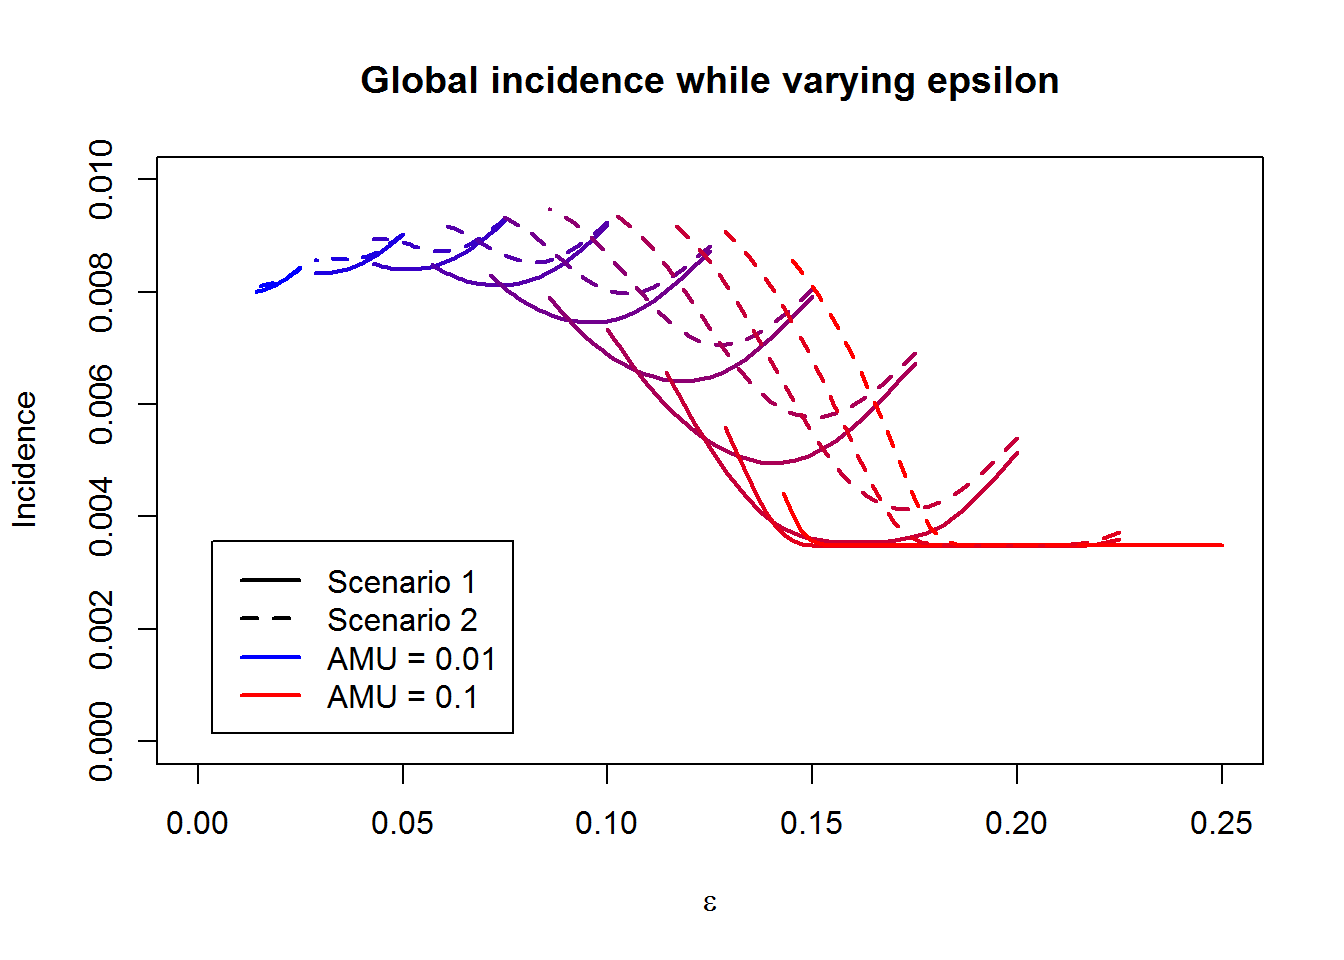 Global incidence while varying epsilon
Incidence
0.010
0.008
0.006
0.004
0.002
0.000
Scenario 1
Scenario 2
AMU = 0.01
AMU = 0.1
0.00 0.05 0.10 0.15 0.20 0.25
ε